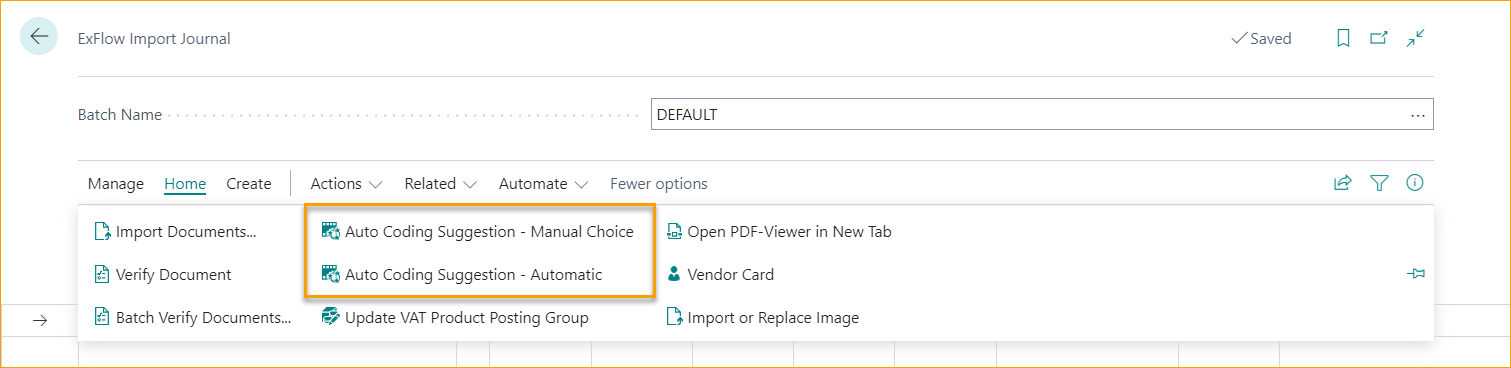 ExFlow Import Journal
Saved
Batch Name
DEFAULT
Manage Home Create Actions Related Automate Fewer options
Import Documents... Auto Coding Suggestion - Manual Choice Open PDF-Viewer in New Tab
Verify Document Auto Coding Suggestion - Automatic Vendor Card
Batch Verify Documents... Update VAT Product Posting Group Import or Replace Image